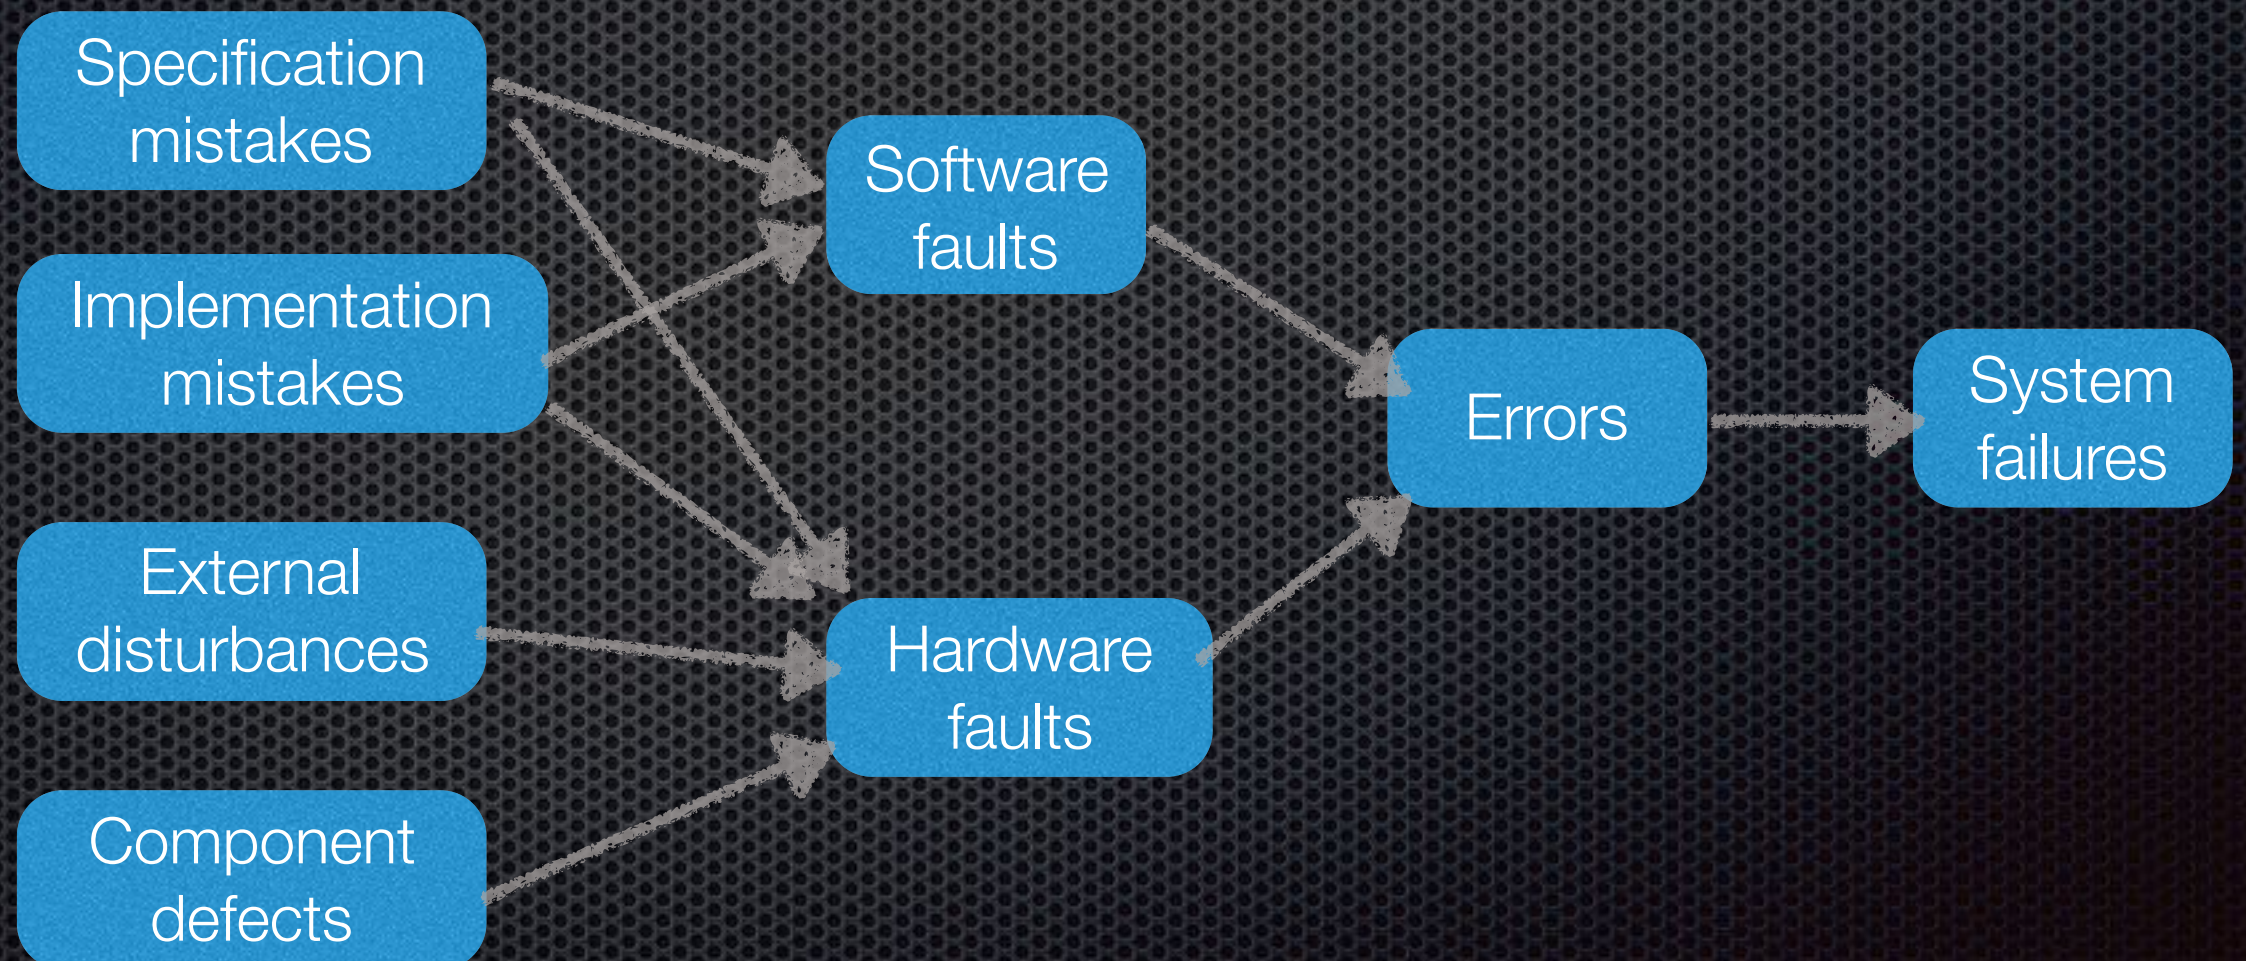 Specification
mistakes
Implementation
mistakes
External
disturbances
Component
defects
Software
faults
Hardware
faults
Errors
System
failures